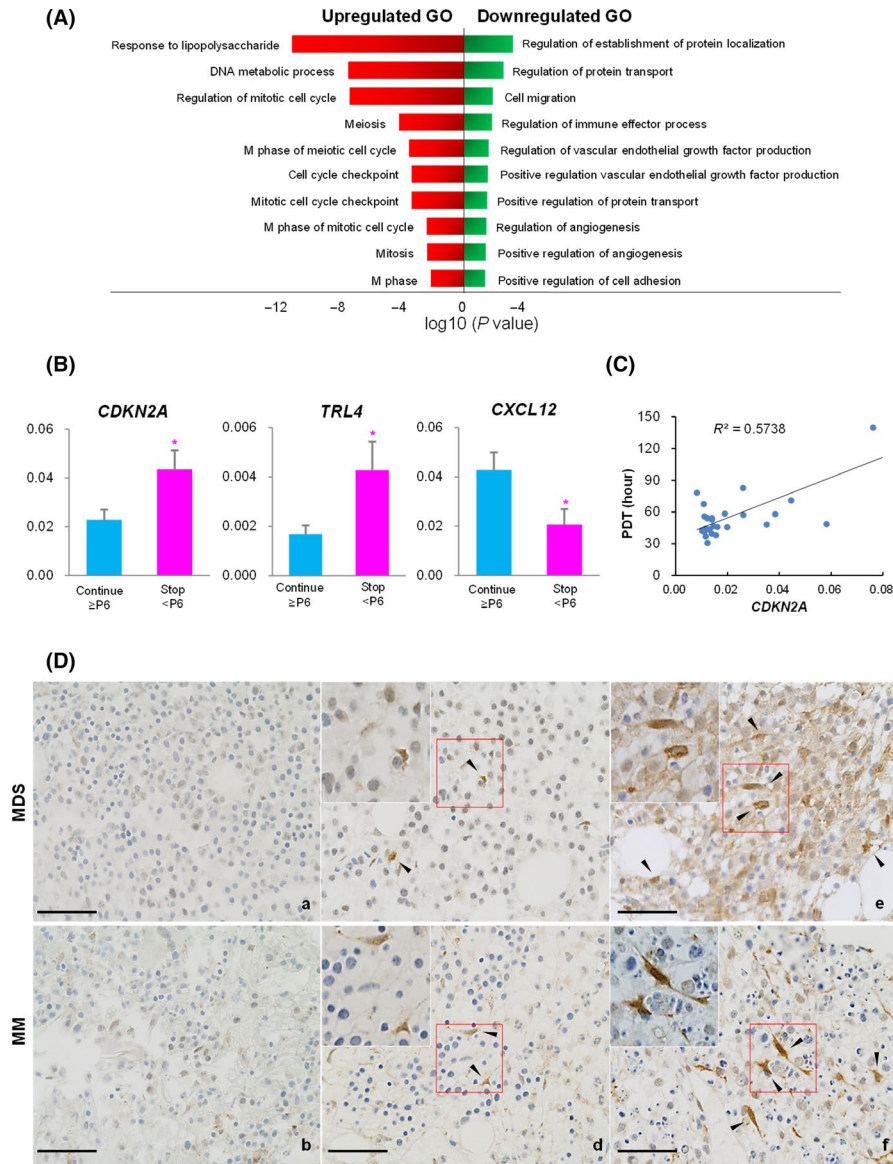 (A)
Upregulated GO Downregulated GO
Response to lipopolysaccharide Regulation of establishment of protein localization
DNA metabolic process Regulation of protein transport
Regulation of mitotic cell cycle Cell migration
Meiosis Regulation of immune effector process
M phase of meiotic cell cycle Regulation of vascular endothelial growth factor production
Cell cycle checkpoint Positive regulation vascular endothelial growth factor production
Mitotic cell cycle checkpoint Positive regulation of protein transport
M phase of mitotic cell cycle Regulation of angiogenesis
Mitosis Positive regulation of angiogenesis
M phase Positive regulation of cell adhesion
−12 −8 −4 0 −4
log10 (P value)
(B)
CDKN2A
0.06
0.04
0.02
0.00
*
Continue ≥P6
Stop <P6
TRL4
0.006
0.004
0.002
0.000
*
Continue ≥P6
Stop <P6
CXCL12
0.06
0.04
0.02
0.00
*
Continue ≥P6
Stop <P6
(C)
R² = 0.5738
PDT (hour)
150
120
90
60
30
0
0.00 0.02 0.04 0.06 0.08
CDKN2A
(D)
MDS
a
e
MM
b
d
f